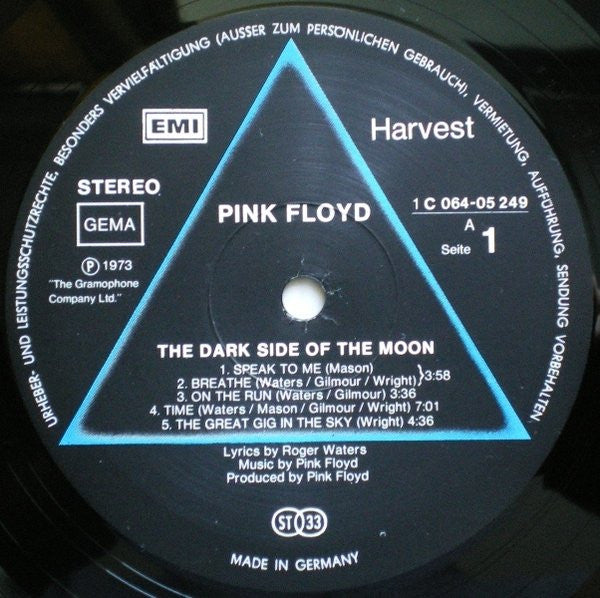 URHEBER- UND LEISTUNGSSCHUTZRECHTE, BESONDERS VERVIELFÄLTIGUNG (AUSSER ZUM PERSÖNLICHEN GEBRAUCH), VERMIETUNG, AUFFÜHRUNG, SENDUNG VORBEHALTEN.
EMI
Harvest
STEREO
GEMA
PINK FLOYD
1 C 064-05 249
A
Seite 1
Ⓟ 1973
"The Gramophone
Company Ltd."
THE DARK SIDE OF THE MOON
1. SPEAK TO ME (Mason)
2. BREATHE (Waters / Gilmour / Wright) }3:58
3. ON THE RUN (Waters / Gilmour) 3:36
4. TIME (Waters / Mason / Gilmour / Wright) 7:01
5. THE GREAT GIG IN THE SKY (Wright) 4:36
Lyrics by Roger Waters
Music by Pink Floyd
Produced by Pink Floyd
ST 33
MADE IN GERMANY